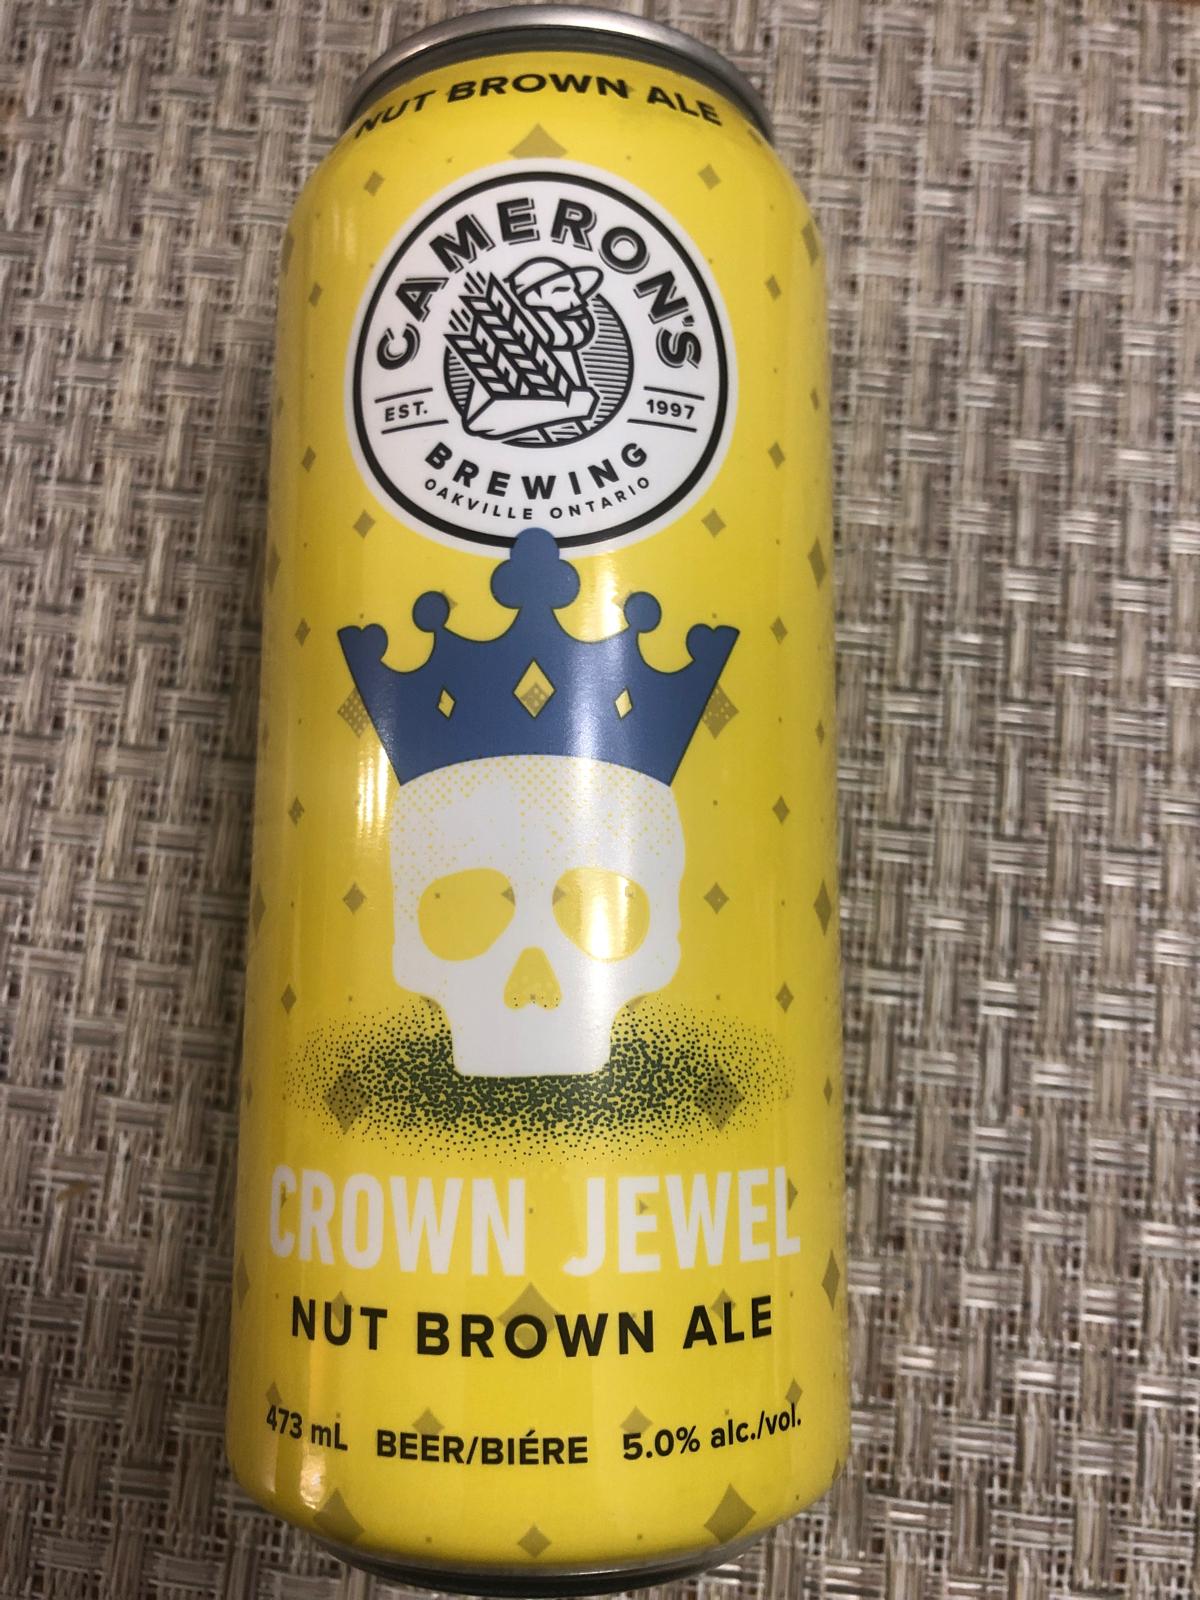 NUT BROWN ALE
CAMERON'S
EST. 1997
BREWING
OAKVILLE ONTARIO
CROWN JEWEL
NUT BROWN ALE
473 mL BEER/BIÉRE 5.0% alc./vol.